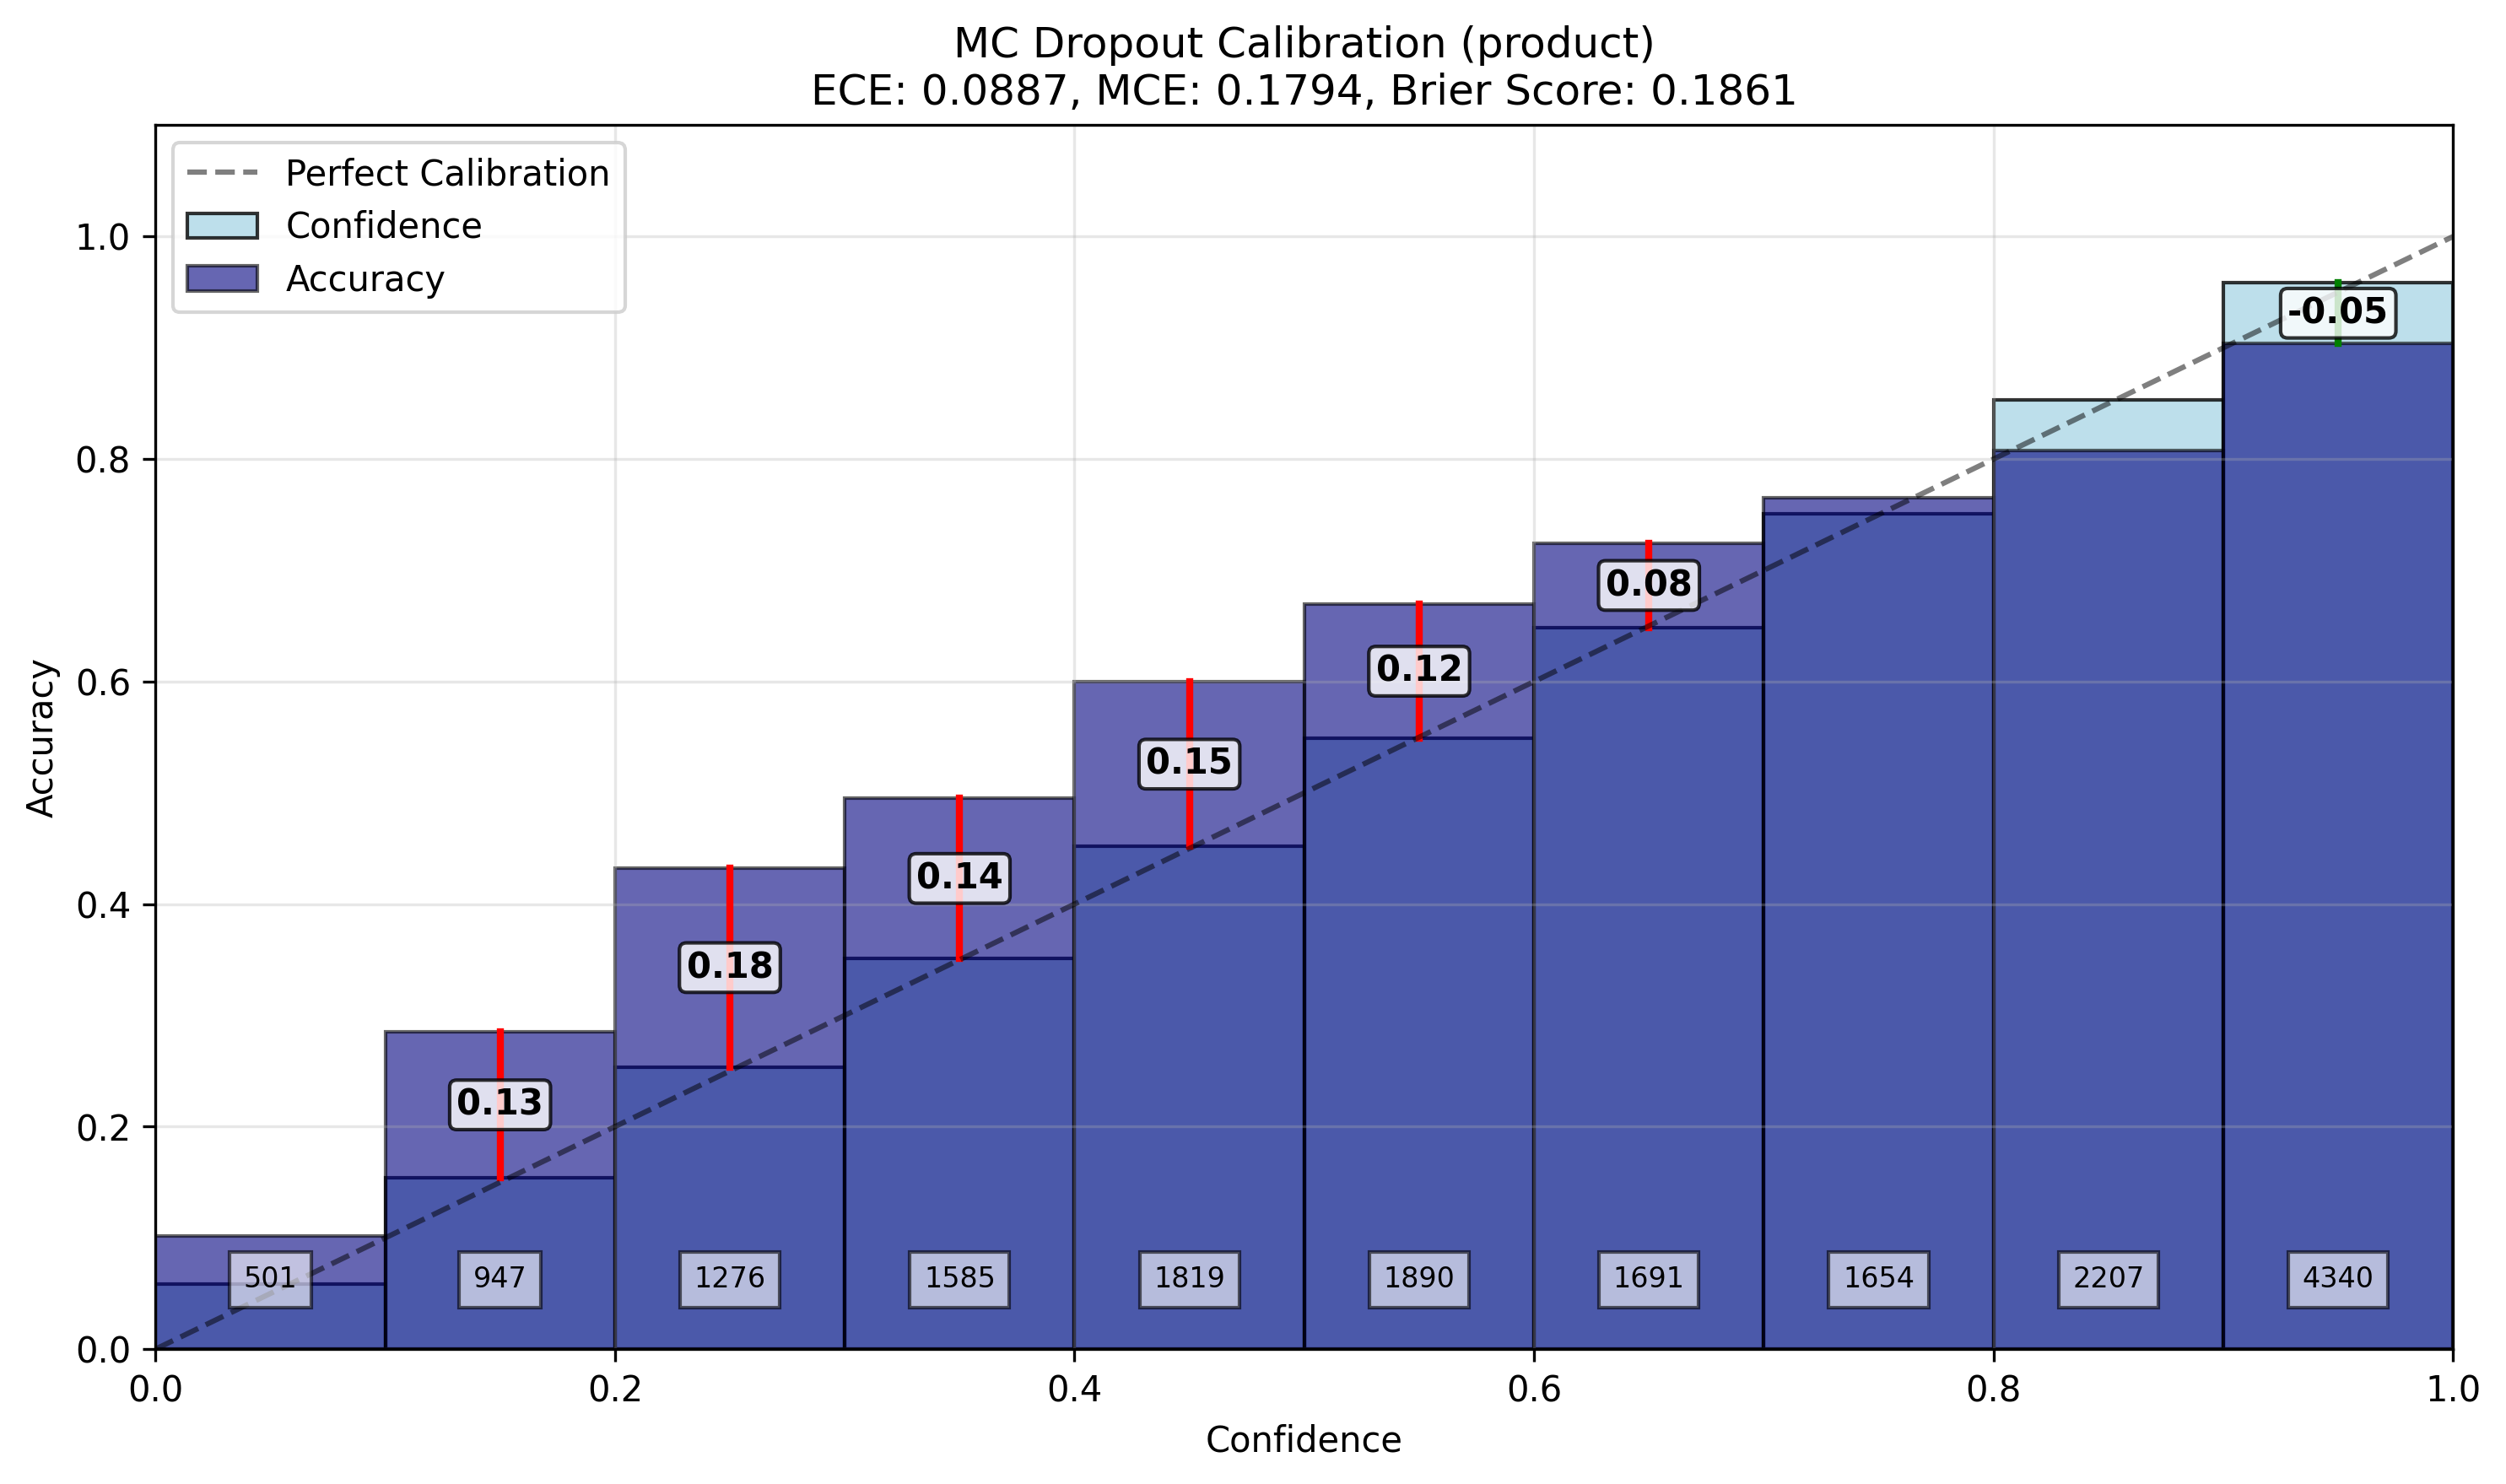 MC Dropout Calibration (product)
ECE: 0.0887, MCE: 0.1794, Brier Score: 0.1861
Perfect Calibration
Confidence
Accuracy
1.0
0.8
0.6
0.4
0.2
0.0
Accuracy
-0.05
0.08
0.12
0.15
0.14
0.18
0.13
501 947 1276 1585 1819 1890 1691 1654 2207 4340
0.0 0.2 0.4 0.6 0.8 1.0
Confidence